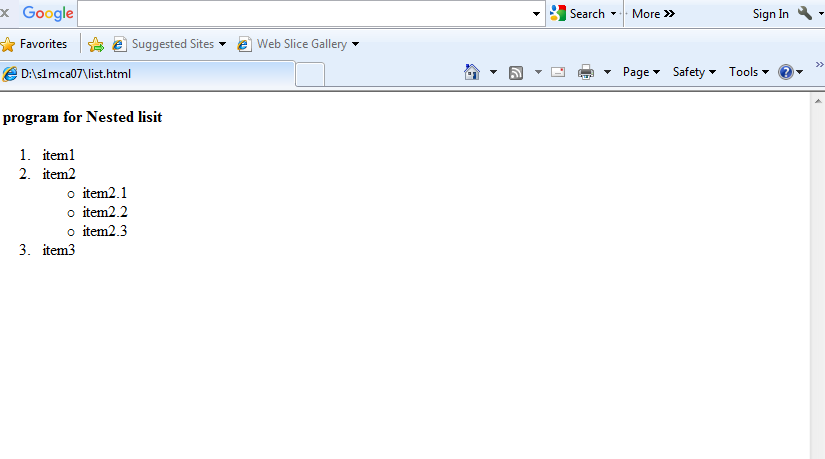 x Google Search More » Sign In
Favorites Suggested Sites Web Slice Gallery
D:\s1mca07\list.html Page Safety Tools »
program for Nested lisit
1. item1
2. item2
o item2.1
o item2.2
o item2.3
3. item3